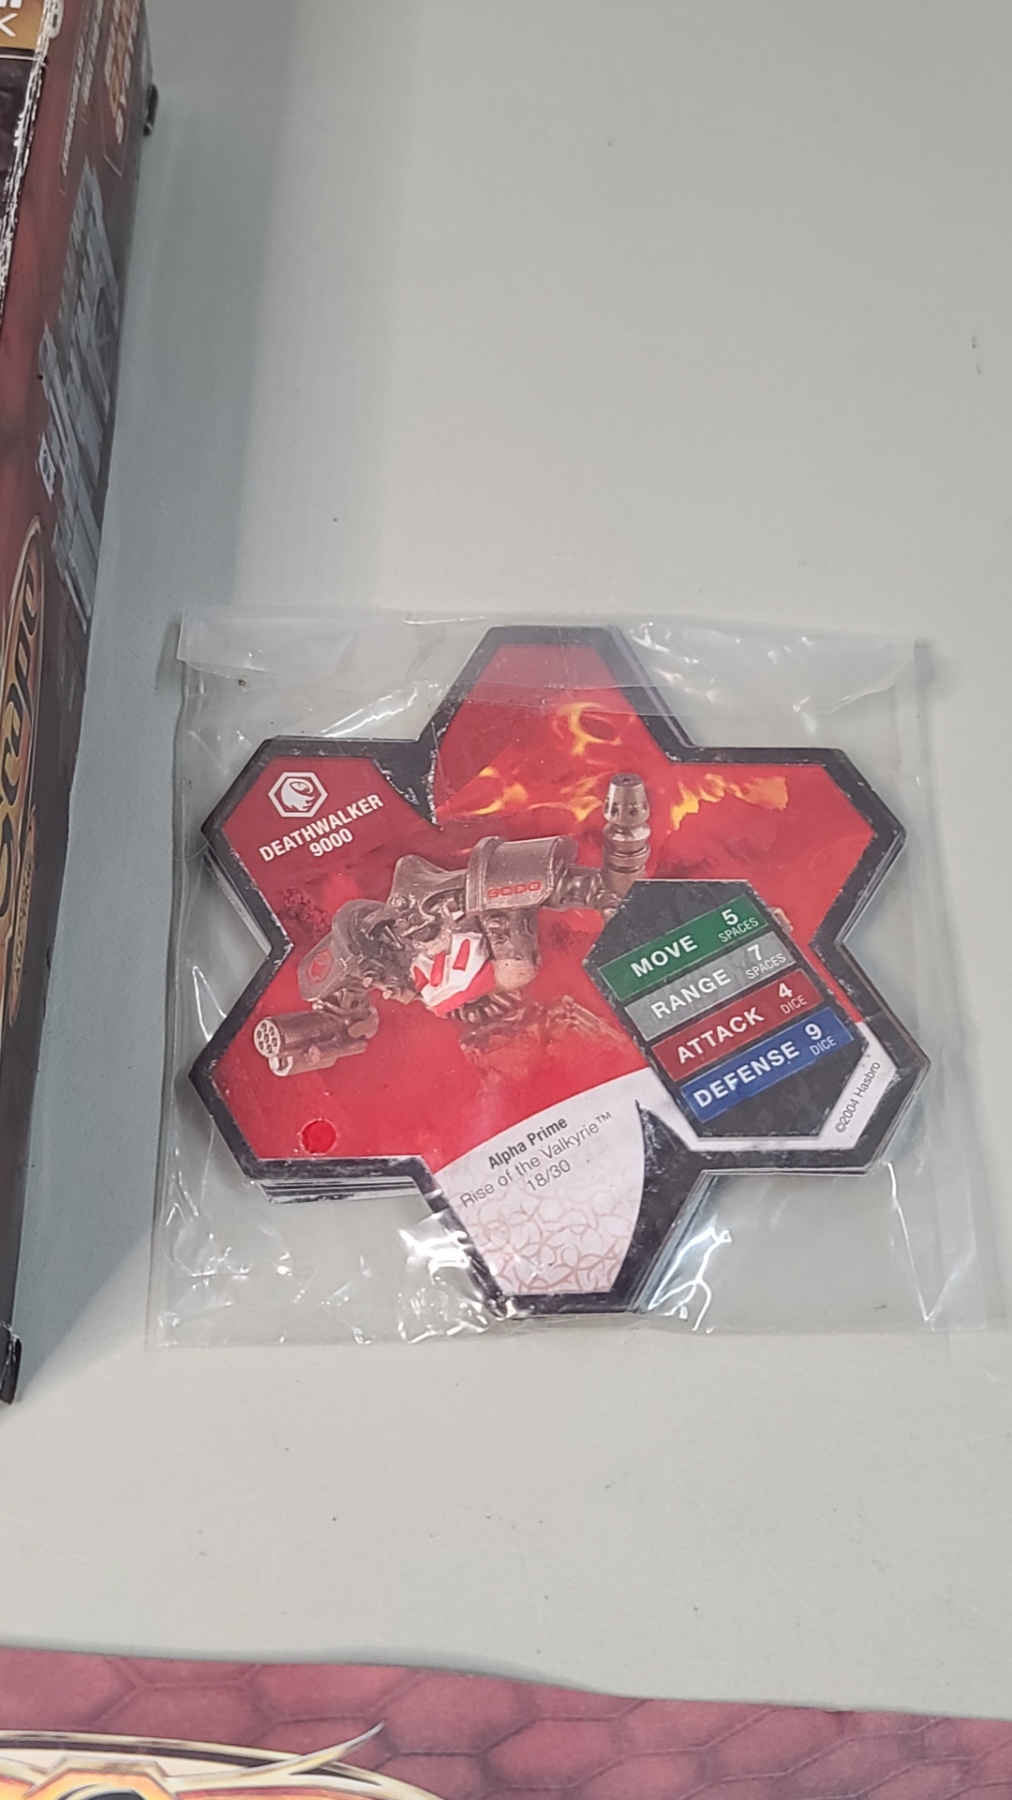 DEATHWALKER
9000
9000
MOVE 5
SPACES
RANGE 7
SPACES
ATTACK 4
DICE
DEFENSE 9
DICE
©2004 Hasbro
Alpha Prime
Rise of the Valkyrie™
18/30